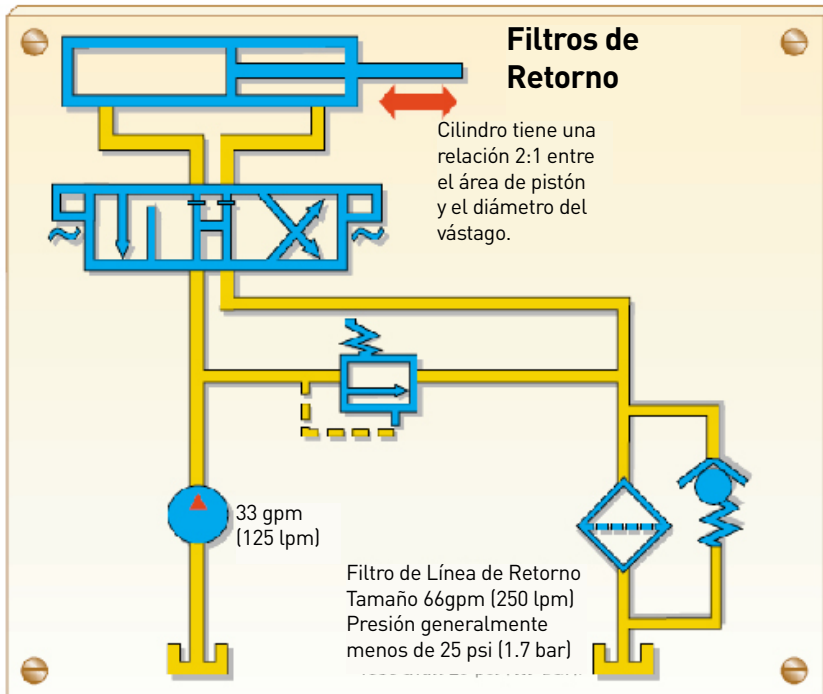 Filtros de
Retorno
Cilindro tiene una
relación 2:1 entre
el área de pistón
y el diámetro del
vástago.
33 gpm
(125 lpm)
Filtro de Línea de Retorno
Tamaño 66gpm (250 lpm)
Presión generalmente
menos de 25 psi (1.7 bar)